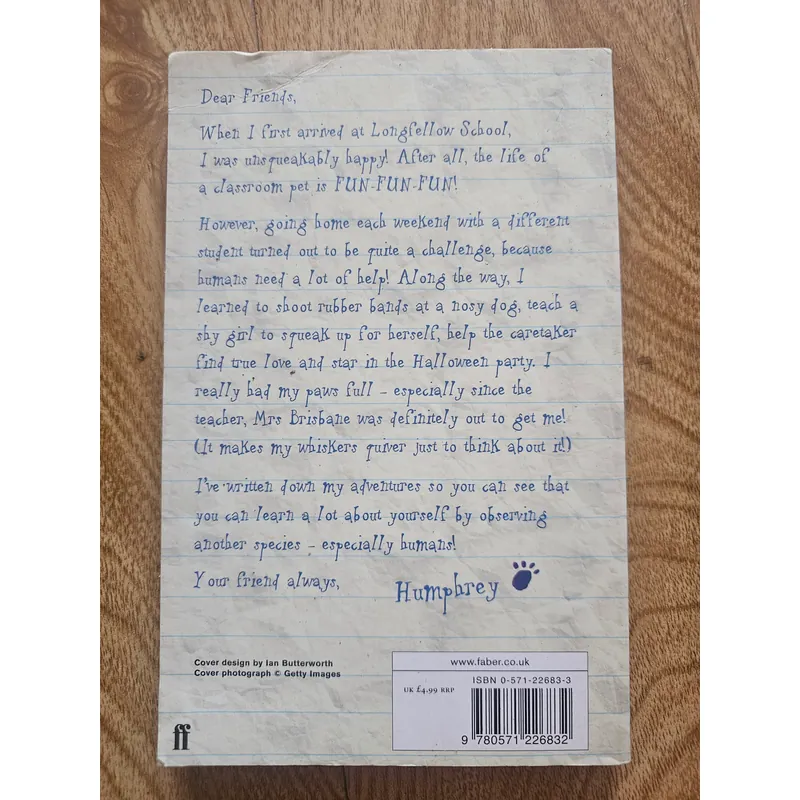 Dear Friends,
When I first arrived at Longfellow School,
I was unsqueakably happy! After all, the life of
a classroom pet is FUN-FUN-FUN!
However, going home each weekend with a different
student turned out to be quite a challenge, because
humans need a lot of help! Along the way, I
learned to shoot rubber bands at a nosy dog, teach a
shy girl to squeak up for herself, help the caretaker
find true love and star in the Halloween party. I
really had my paws full – especially since the
teacher, Mrs Brisbane was definitely out to get me!
(It makes my whiskers quiver just to think about it!)
I've written down my adventures so you can see that
you can learn a lot about yourself by observing
another species – especially humans!
Your friend always,
Humphrey
Cover design by Ian Butterworth
Cover photograph © Getty Images
ff
www.faber.co.uk
ISBN 0-571-22683-3
UK £4.99 RRP
9 780571 226832